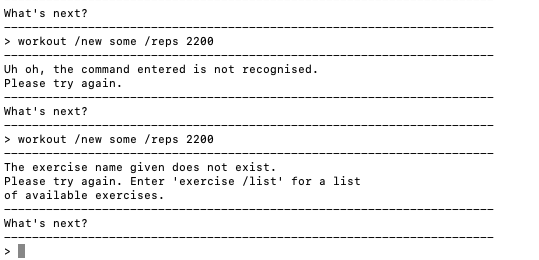 What's next?
> workout /new some /reps 2200
Uh oh, the command entered is not recognised.
Please try again.
What's next?
> workout /new some /reps 2200
The exercise name given does not exist.
Please try again. Enter 'exercise /list' for a list
of available exercises.
What's next?
>